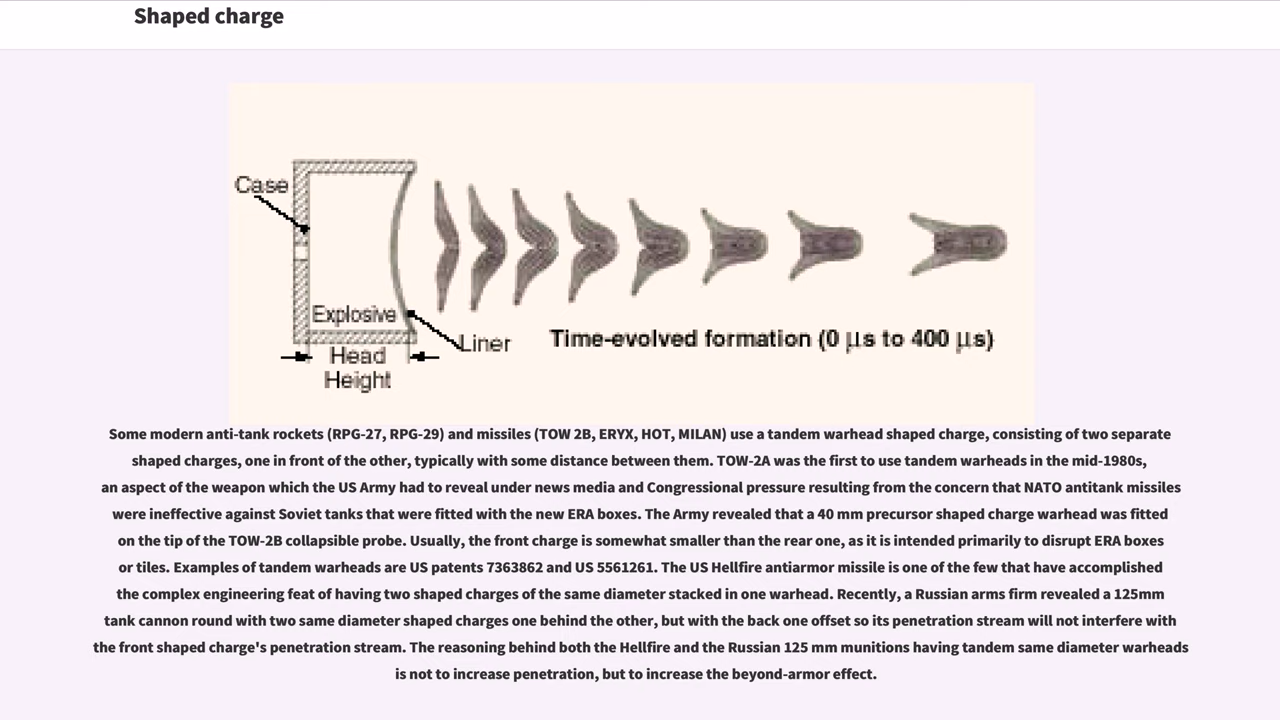 Shaped charge
Case
Explosive
Liner
Head
Height
Time-evolved formation (0 µs to 400 µs)
Some modern anti-tank rockets (RPG-27, RPG-29) and missiles (TOW 2B, ERYX, HOT, MILAN) use a tandem warhead shaped charge, consisting of two separate
shaped charges, one in front of the other, typically with some distance between them. TOW-2A was the first to use tandem warheads in the mid-1980s,
an aspect of the weapon which the US Army had to reveal under news media and Congressional pressure resulting from the concern that NATO antitank missiles
were ineffective against Soviet tanks that were fitted with the new ERA boxes. The Army revealed that a 40 mm precursor shaped charge warhead was fitted
on the tip of the TOW-2B collapsible probe. Usually, the front charge is somewhat smaller than the rear one, as it is intended primarily to disrupt ERA boxes
or tiles. Examples of tandem warheads are US patents 7363862 and US 5561261. The US Hellfire antiarmor missile is one of the few that have accomplished
the complex engineering feat of having two shaped charges of the same diameter stacked in one warhead. Recently, a Russian arms firm revealed a 125mm
tank cannon round with two same diameter shaped charges one behind the other, but with the back one offset so its penetration stream will not interfere with
the front shaped charge's penetration stream. The reasoning behind both the Hellfire and the Russian 125 mm munitions having tandem same diameter warheads
is not to increase penetration, but to increase the beyond-armor effect.